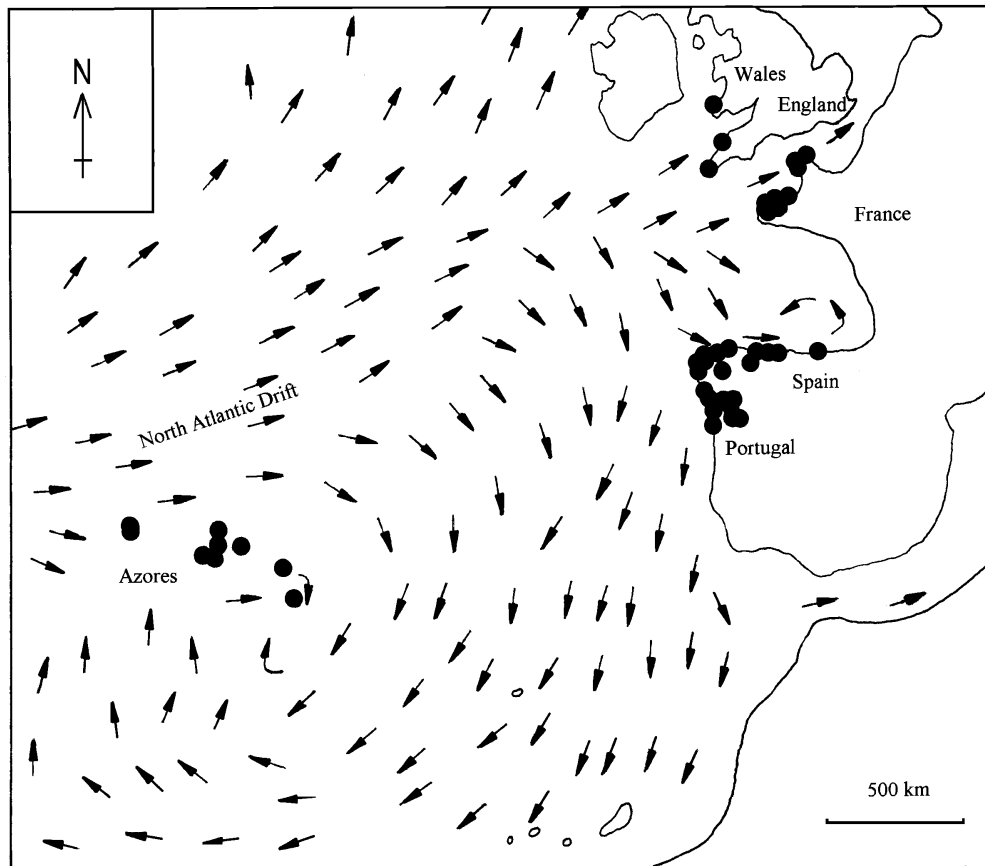 N
Wales
England
France
Spain
North Atlantic Drift
Portugal
Azores
500 km